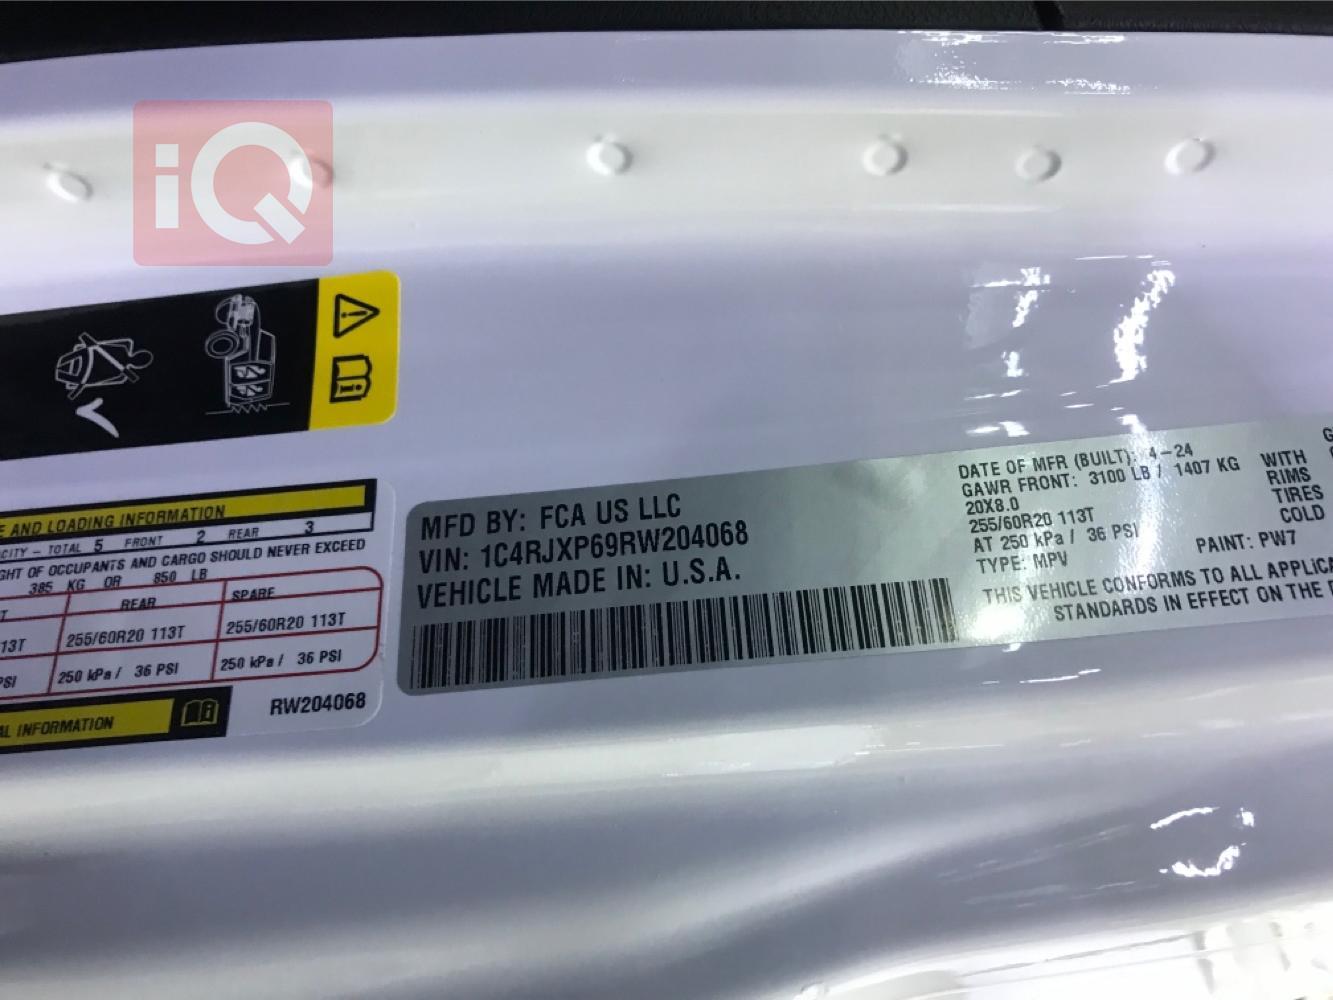 iQ
E AND LOADING INFORMATION
CITY - TOTAL 5 FRONT 2 REAR 3
GHT OF OCCUPANTS AND CARGO SHOULD NEVER EXCEED
385 KG OR 850 LB
T REAR SPARE
13T 255/60R20 113T 255/60R20 113T
PSI 250 kPa / 36 PSI 250 kPa / 36 PSI
AL INFORMATION
RW204068
MFD BY: FCA US LLC
VIN: 1C4RJXP69RW204068
VEHICLE MADE IN: U.S.A.
DATE OF MFR (BUILT): 4-24
GAWR FRONT: 3100 LB / 1407 KG WITH
20X8.0 RIMS
255/60R20 113T TIRES
AT 250 kPa / 36 PSI COLD
TYPE: MPV PAINT: PW7
THIS VEHICLE CONFORMS TO ALL APPLICA
STANDARDS IN EFFECT ON THE